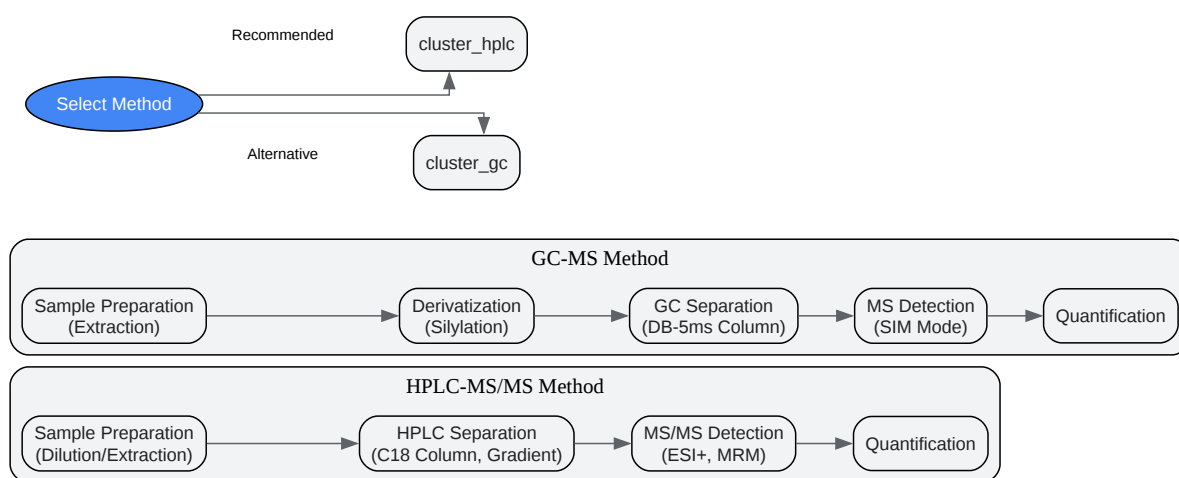 Recommended
cluster_hplc
Select Method
Alternative
cluster_gc
GC-MS Method
Sample Preparation
(Extraction)
Derivatization
(Silylation)
GC Separation
(DB-5ms Column)
MS Detection
(SIM Mode)
Quantification
HPLC-MS/MS Method
Sample Preparation
(Dilution/Extraction)
HPLC Separation
(C18 Column, Gradient)
MS/MS Detection
(ESI+, MRM)
Quantification